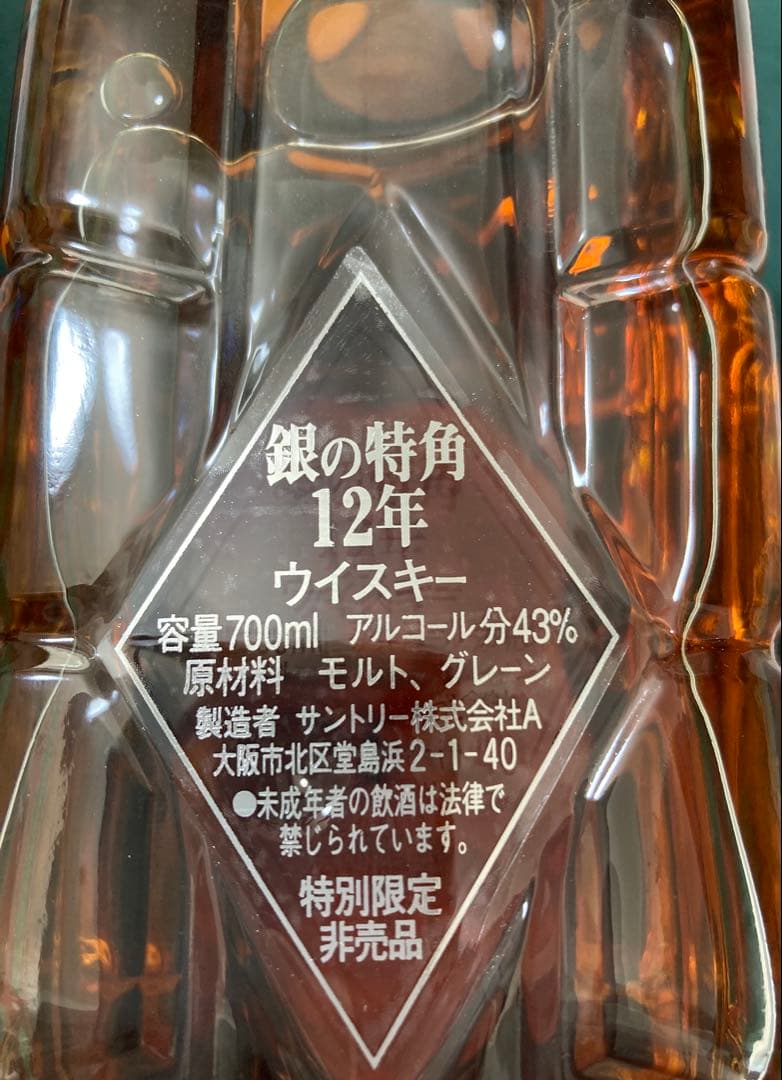 銀の特角
12年
ウイスキー
容量700ml アルコール分43%
原材料 モルト、グレーン
製造者 サントリー株式会社A
大阪市北区堂島浜2-1-40
●未成年者の飲酒は法律で
禁じられています。
特別限定
非売品